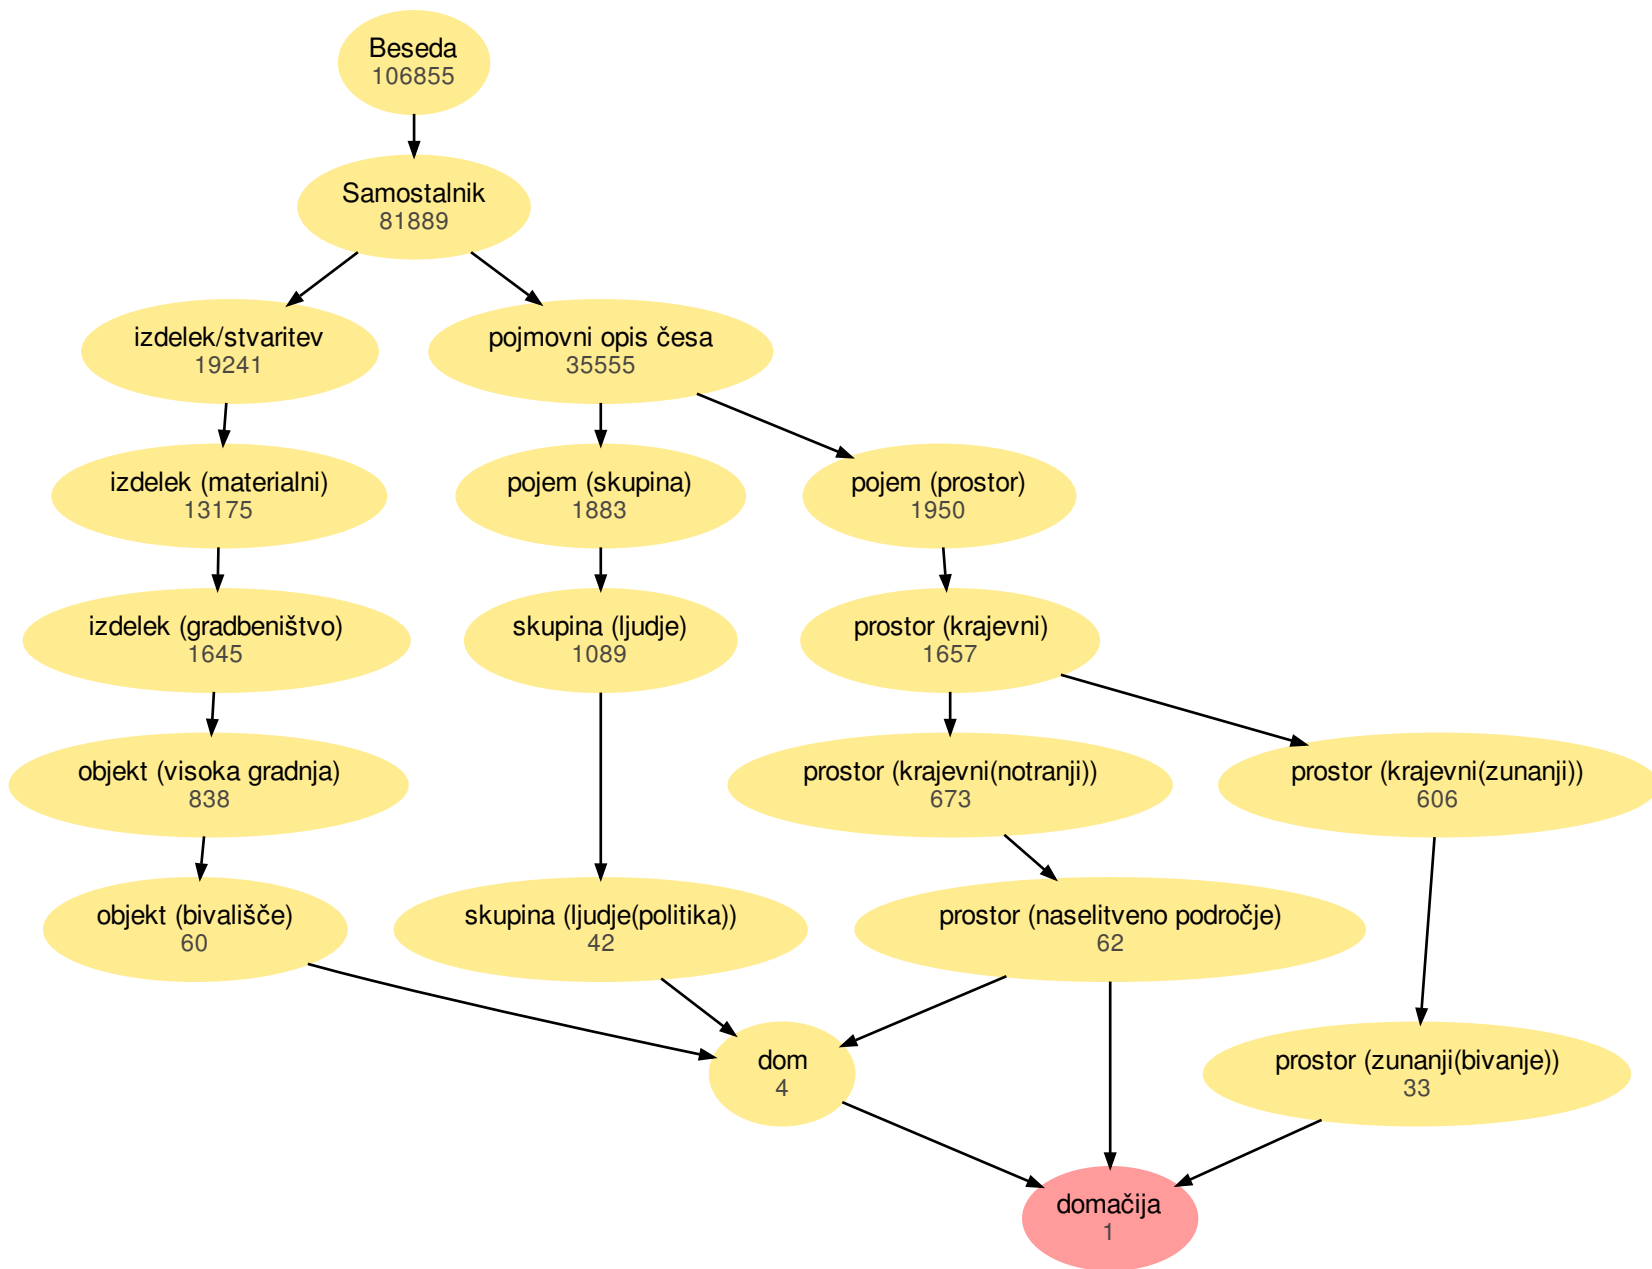 Beseda
106855
Samostalnik
81889
izdelek/stvaritev
19241
pojmovni opis česa
35555
izdelek (materialni)
13175
pojem (skupina)
1883
pojem (prostor)
1950
izdelek (gradbeništvo)
1645
skupina (ljudje)
1089
prostor (krajevni)
1657
objekt (visoka gradnja)
838
prostor (krajevni(notranji))
673
prostor (krajevni(zunanji))
606
objekt (bivališče)
60
skupina (ljudje(politika))
42
prostor (naselitveno področje)
62
dom
4
prostor (zunanji(bivanje))
33
domačija
1